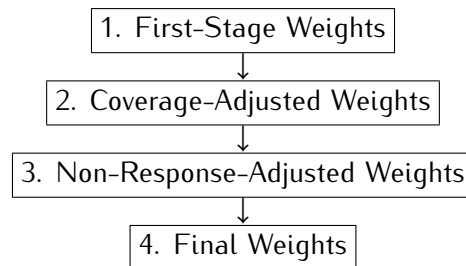 1. First-Stage Weights
2. Coverage-Adjusted Weights
3. Non-Response-Adjusted Weights
4. Final Weights